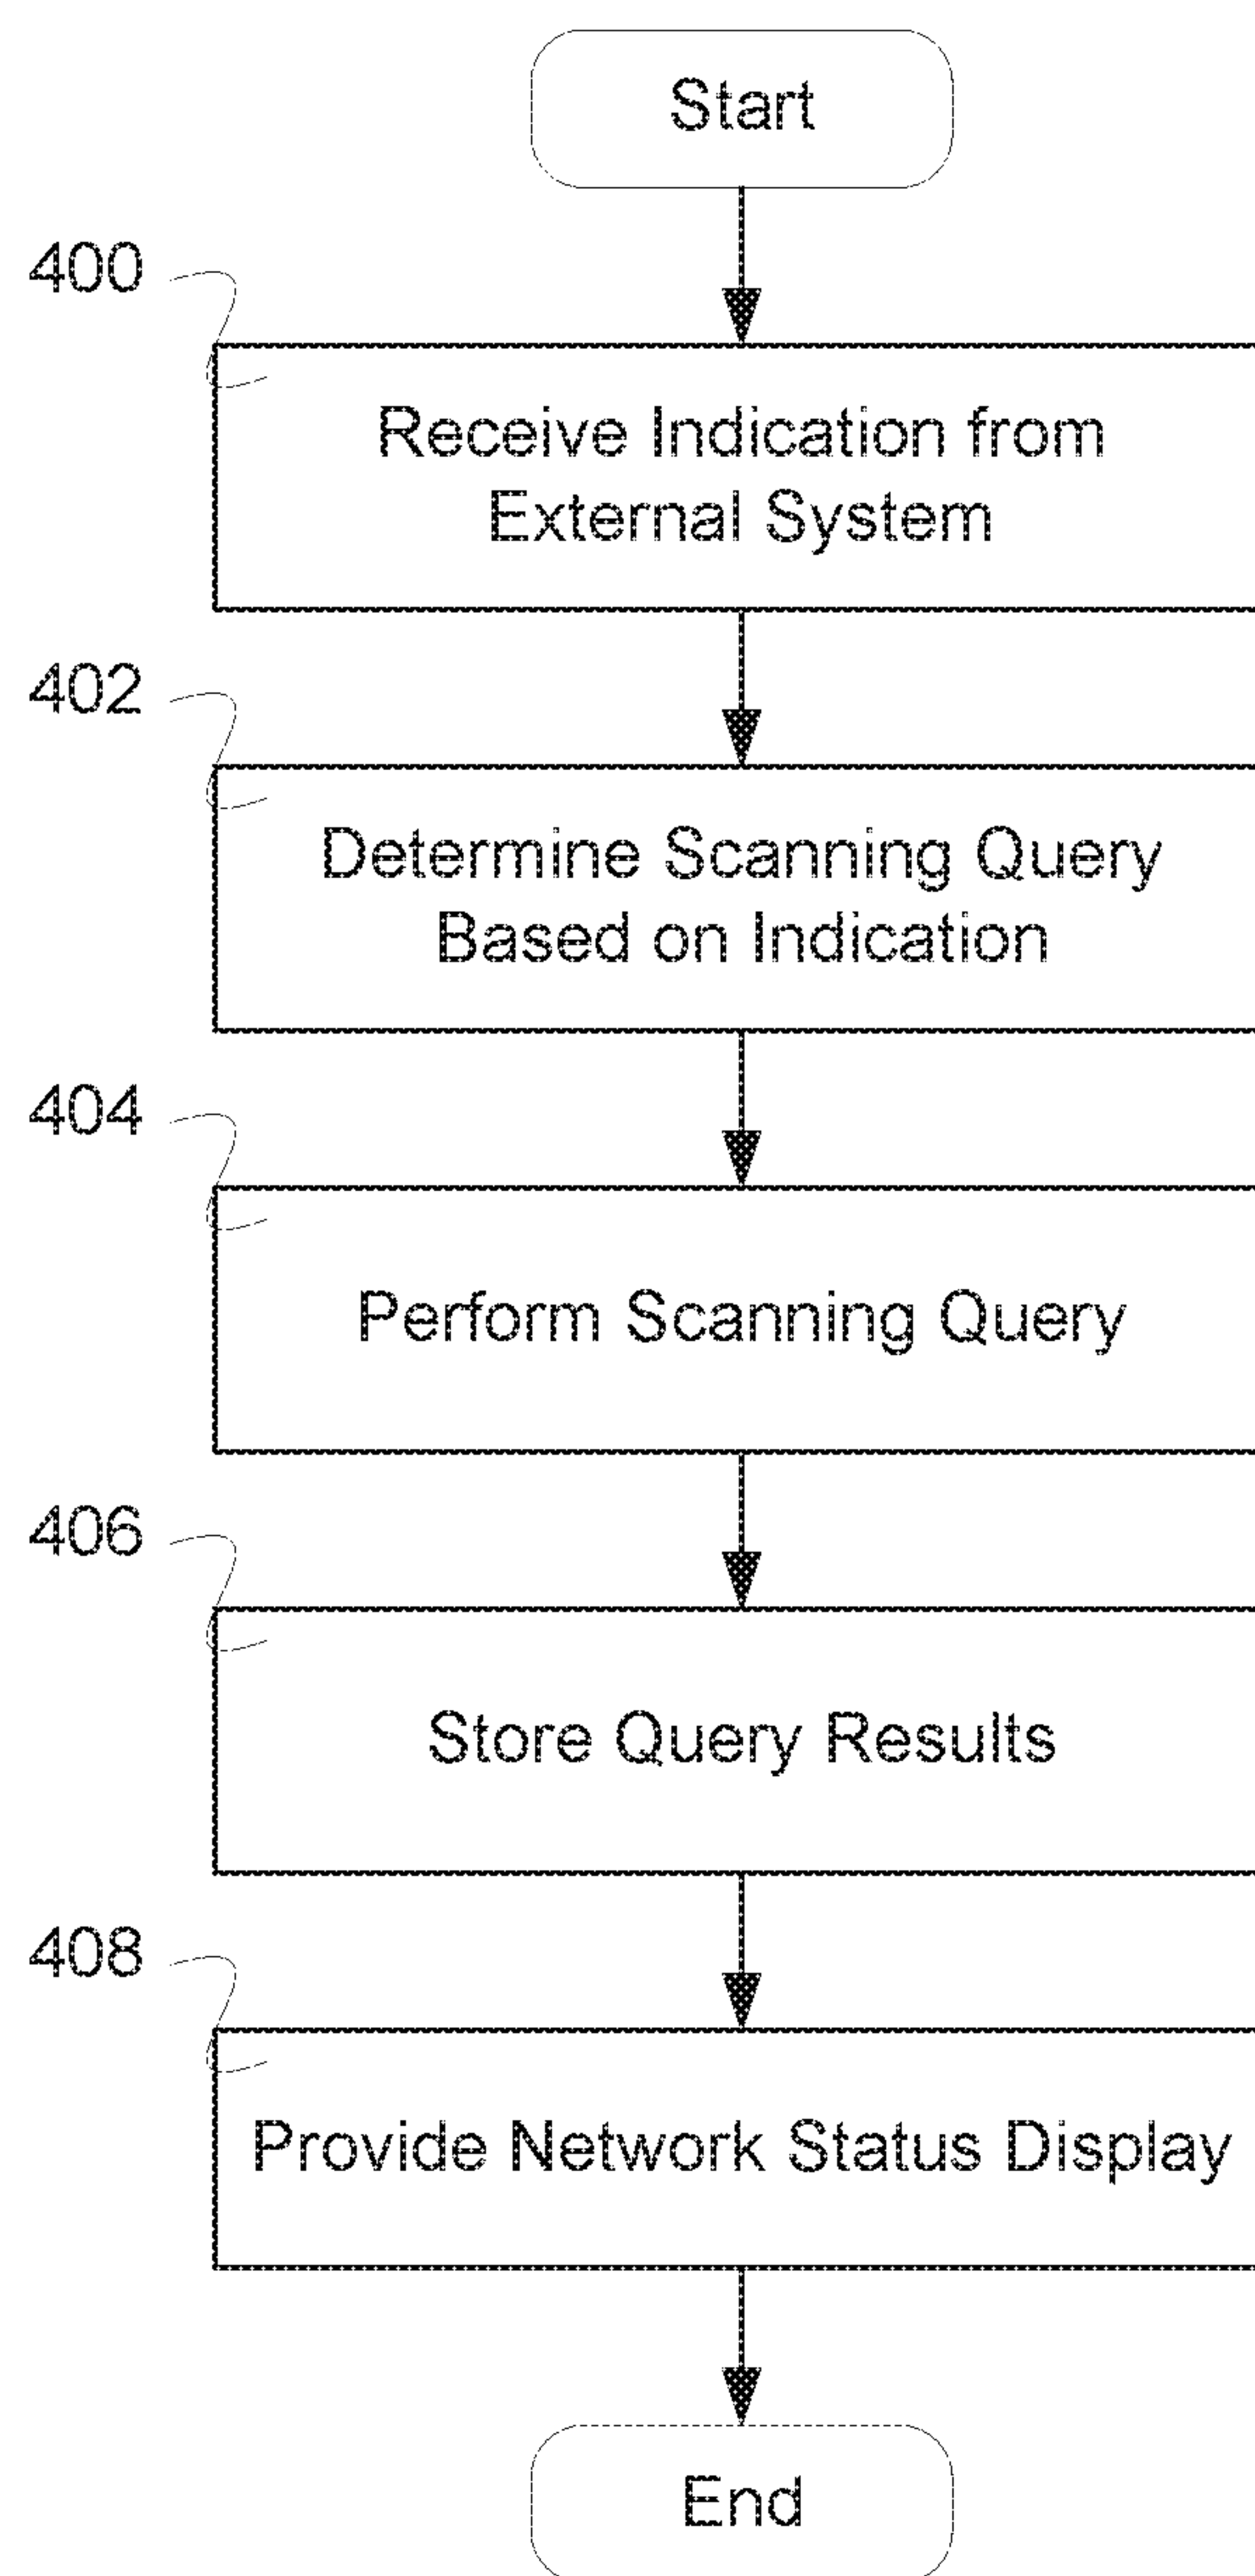 Start
400
Receive Indication from
External System
402
Determine Scanning Query
Based on Indication
404
Perform Scanning Query
406
Store Query Results
408
Provide Network Status Display
End